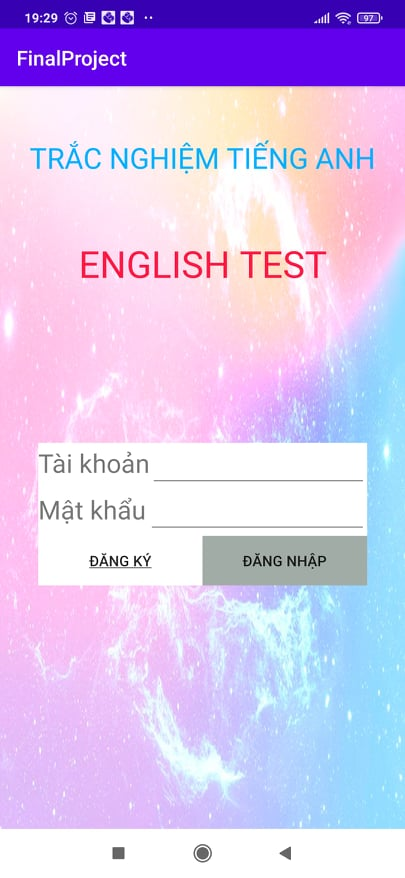 19:29
97
FinalProject
TRẮC NGHIỆM TIẾNG ANH
ENGLISH TEST
Tài khoản
Mật khẩu
ĐĂNG KÝ ĐĂNG NHẬP